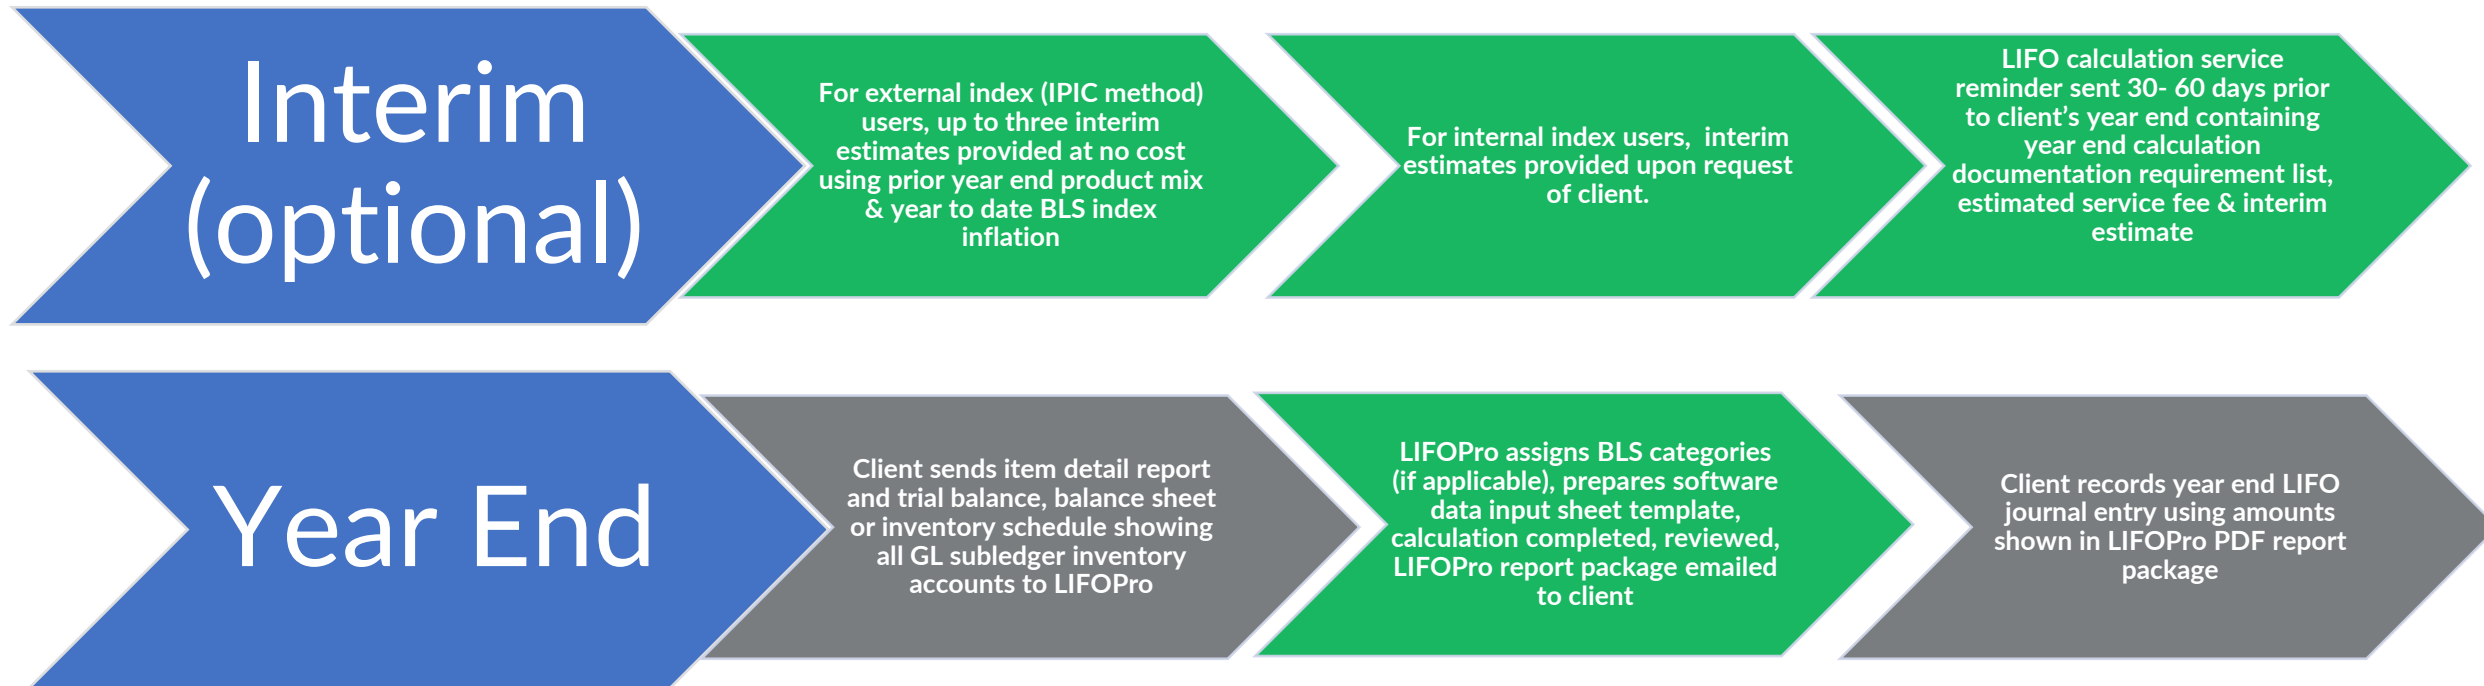 Interim
(optional)
For external index (IPIC method)
users, up to three interim
estimates provided at no cost
using prior year end product mix
& year to date BLS index
inflation
For internal index users,  interim
estimates provided upon request
of client.
LIFO calculation service
reminder sent 30- 60 days prior
to client’s year end containing
year end calculation
documentation requirement list,
estimated service fee & interim
estimate
Year End
Client sends item detail report
and trial balance, balance sheet
or inventory schedule showing
all GL subledger inventory
accounts to LIFOPro
LIFOPro assigns BLS categories
(if applicable), prepares software
data input sheet template,
calculation completed, reviewed,
LIFOPro report package emailed
to client
Client records year end LIFO
journal entry using amounts
shown in LIFOPro PDF report
package